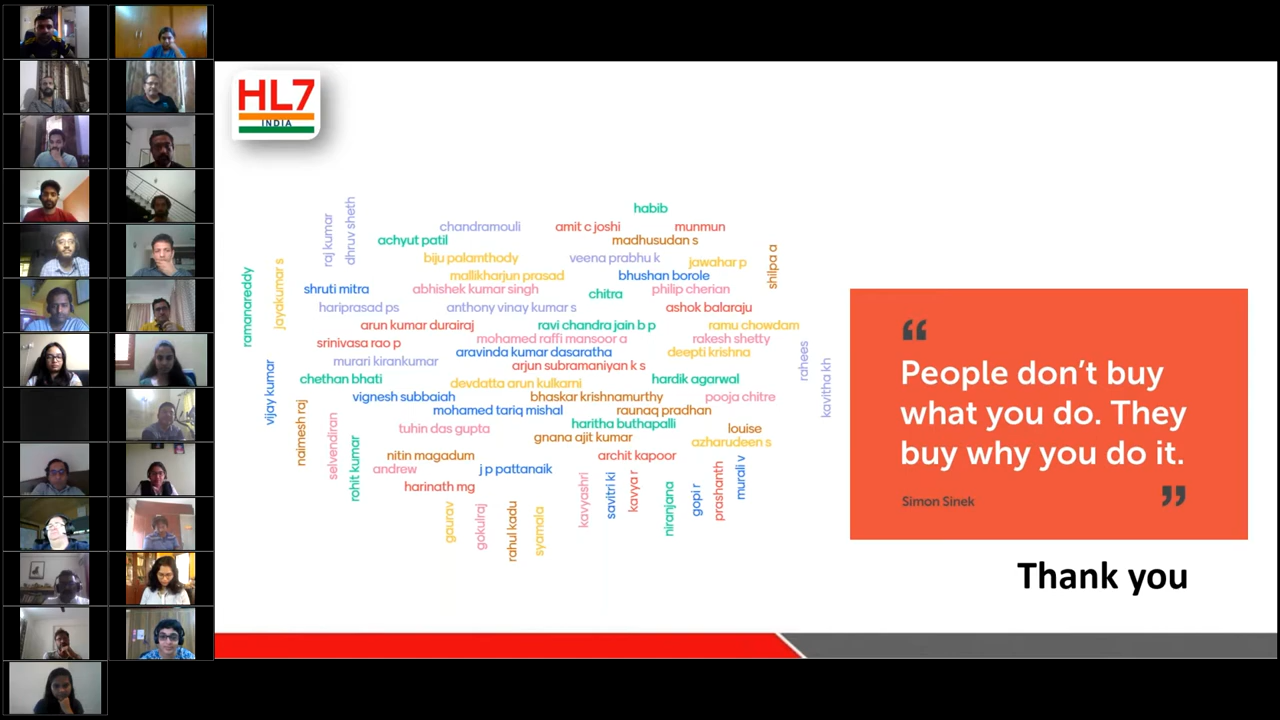 HL7
INDIA
habib
chandramouli
amit c joshi
munmun
raj kumar
dhruv sheth
achyut patil
madhusudan s
biju palamthody
veena prabhu k
jawahar p
shilpa a
mallikharjun prasad
bhushan borole
ramanareddy
jayakumar s
shruti mitra
abhishek kumar singh
chitra
philip cherian
hariprasad ps
anthony vinay kumar s
ashok balaraju
arun kumar durairaj
ravi chandra jain b p
ramu chowdam
srinivasa rao p
mohamed raffi mansoor a
rakesh shetty
aravinda kumar dasaratha
deepti krishna
murari kirankumar
arjun subramaniyan k s
rahees
kavitha kh
chethan bhati
devdatta arun kulkarni
hardik agarwal
vijay kumar
vignesh subbaiah
bhaskar krishnamurthy
pooja chitre
mohamed tariq mishal
raunaq pradhan
naimesh raj
selvendiran
tuhin das gupta
haritha buthapalli
louise
gnana ajit kumar
azharudeen s
rohit kumar
nitin magadum
archit kapoor
andrew
j p pattanaik
harinath mg
kavyashri
savitri ki
kavya r
niranjana
gopi r
prashanth
murali v
gaurav
gokulraj
rahul kadu
syamala
“
People don’t buy
what you do. They
buy why you do it.
Simon Sinek
”
Thank you